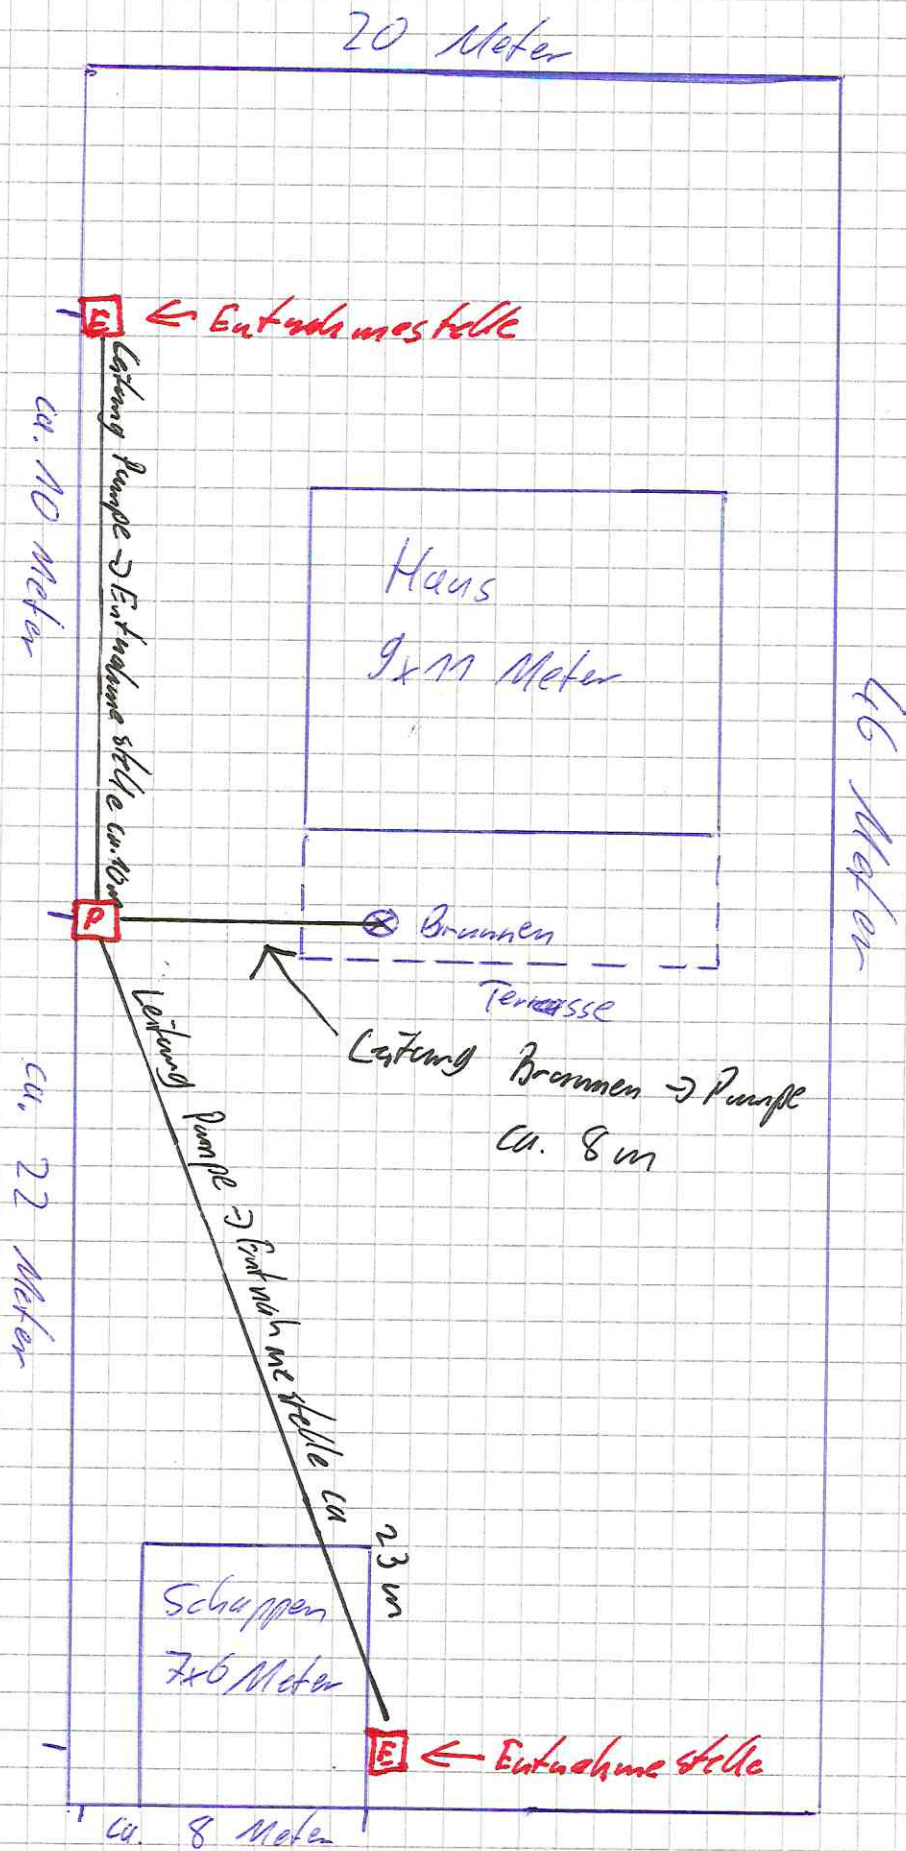 20 Meter
E ← Entnahmestelle
Leitung Pumpe → Entnahmestelle ca. 10m
ca. 10 Meter
Haus
9x11 Meter
46 Meter
P
Brunnen
Terrasse
Leitung Brunnen → Pumpe
ca. 8 m
Leitung Pumpe → Entnahmestelle ca
23 m
ca. 22 Meter
Schuppen
7x6 Meter
E ← Entnahmestelle
ca. 8 Meter